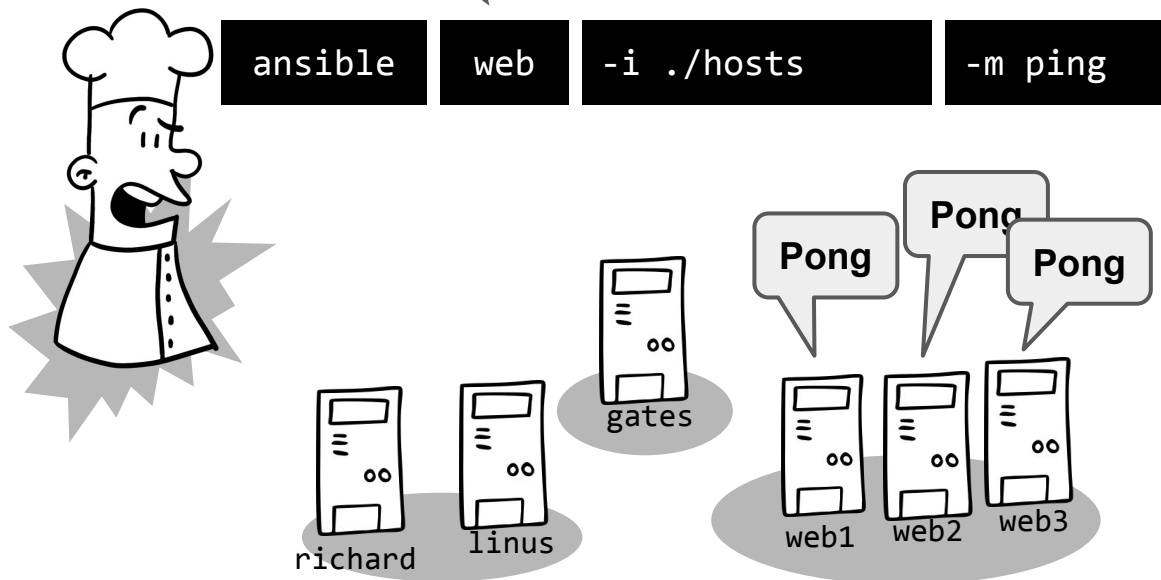 ansible web -i ./hosts -m ping
Pong
Pong
Pong
gates
richard
linus
web1
web2
web3